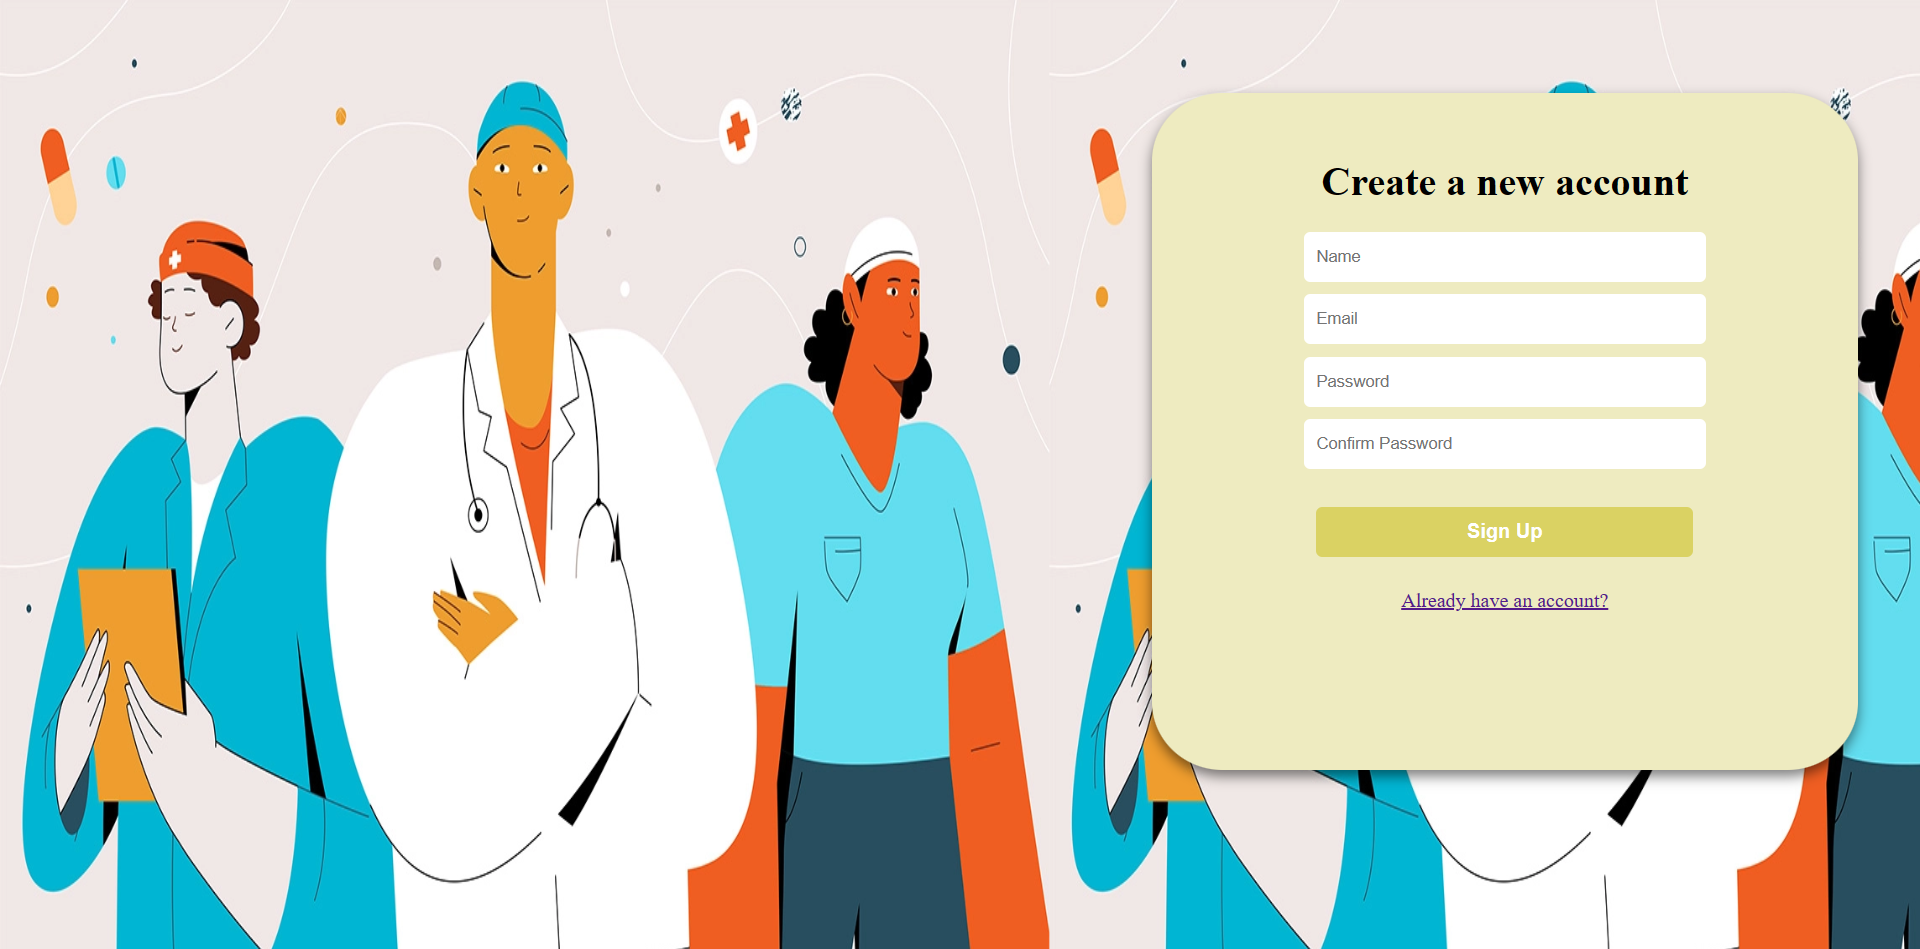 Create a new account
Name
Email
Password
Confirm Password
Sign Up
Already have an account?